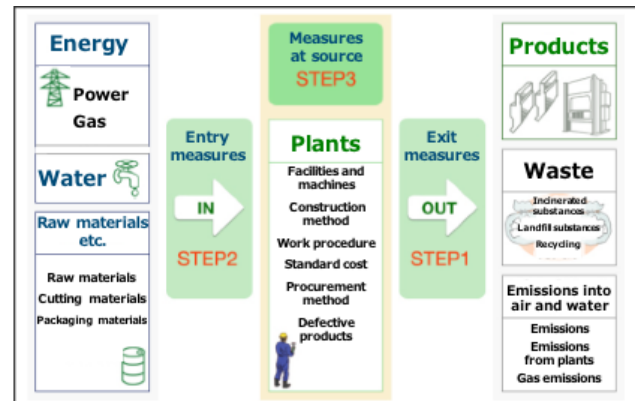 Energy
Power
Gas
Water
Raw materials
etc.
Raw materials
Cutting materials
Packaging materials
Entry
measures
IN
STEP2
Measures
at source
STEP3
Plants
Facilities and
machines
Construction
method
Work procedure
Standard cost
Procurement
method
Defective
products
Exit
measures
OUT
STEP1
Products
Waste
Incinerated
substances
Landfill substances
Recycling
Emissions into
air and water
Emissions
Emissions
from plants
Gas emissions